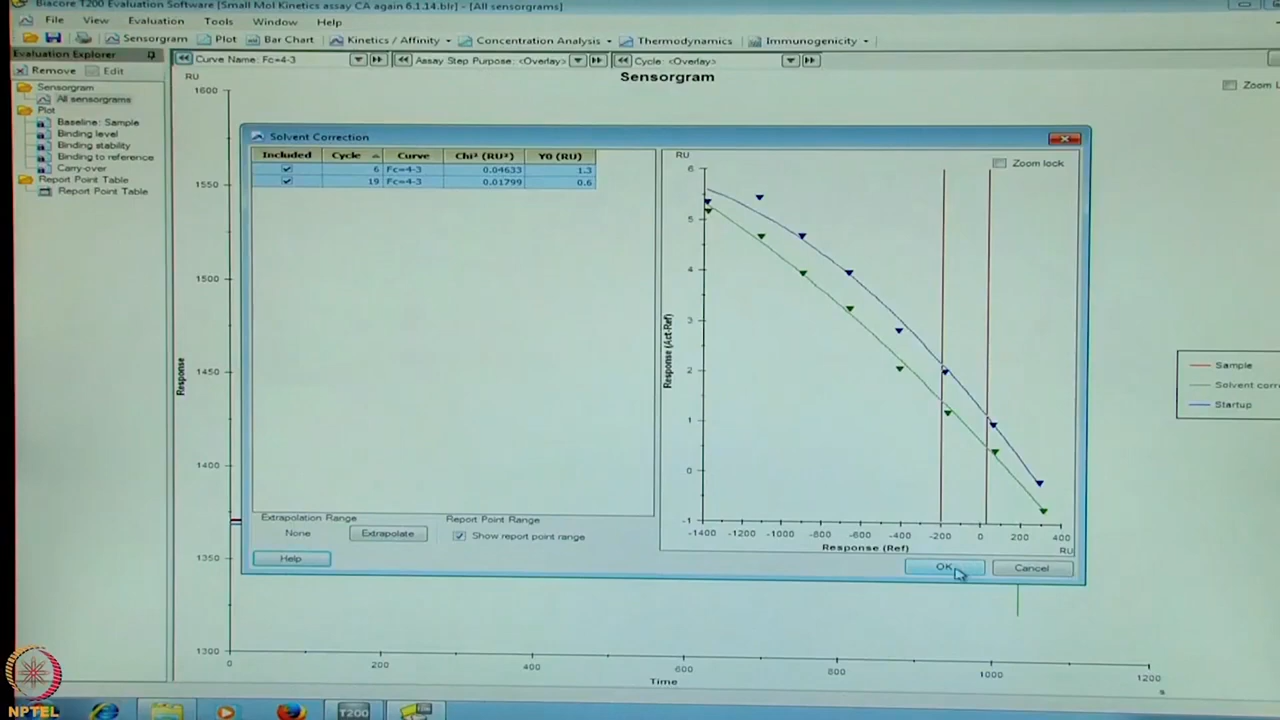 Biacore T200 Evaluation Software [Small Mol Kinetics assay CA again 6.1.14.blr] - [All sensorgrams]
File View Evaluation Tools Window Help
Sensorgram Plot Bar Chart Kinetics / Affinity Concentration Analysis Thermodynamics Immunogenicity
Evaluation Explorer
Remove Edit
Sensorgram
All sensorgrams
Plot
Baseline: Sample
Binding level
Binding stability
Binding to reference
Carry-over
Report Point Table
Report Point Table
Curve Name: Fc=4-3 Assay Step Purpose: <Overlay> Cycle: <Overlay>
RU
Sensorgram
1600
1550
1500
1450
1400
1350
1300
Response
0 200 400 600 800 1000 1200
Time
s
Sample
Solvent corr
Startup
Solvent Correction
Included Cycle Curve Chi² (RU²) Y0 (RU)
6 Fc=4-3 0.04633 1.3
19 Fc=4-3 0.01799 0.6
Extrapolation Range
None Extrapolate
Report Point Range
Show report point range
Help
RU
Zoom lock
6
5
4
3
2
1
0
-1
Response (Act-Ref)
-1400 -1200 -1000 -800 -600 -400 -200 0 200 400
Response (Ref)
RU
OK Cancel
Zoom L
T200
NPTEL